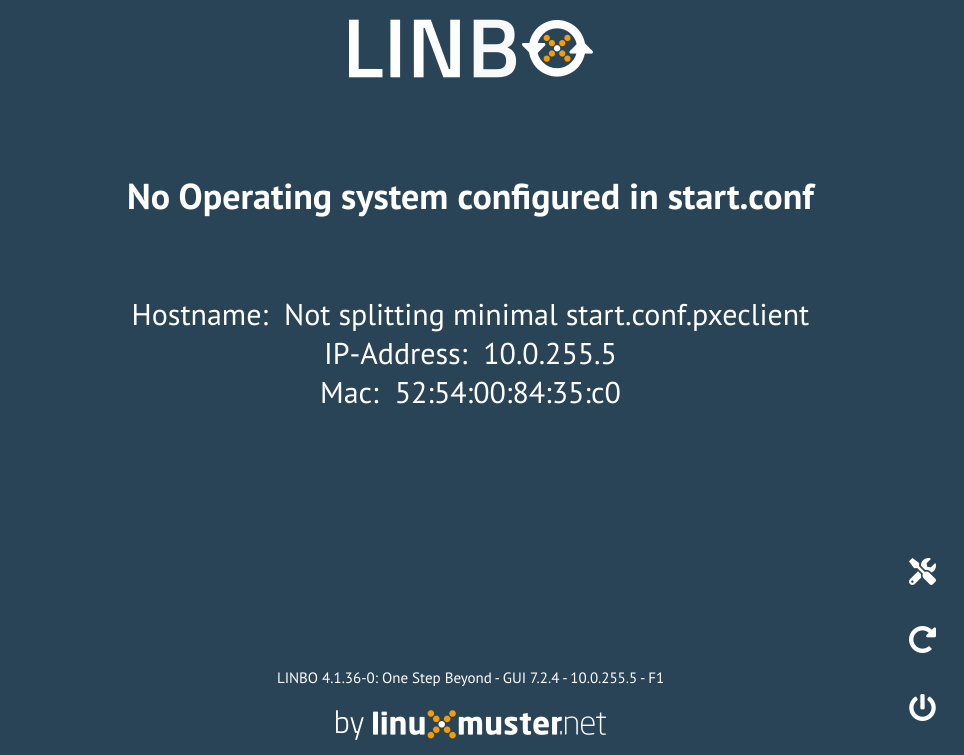 LINBO
No Operating system configured in start.conf
Hostname: Not splitting minimal start.conf.pxeclient
IP-Address: 10.0.255.5
Mac: 52:54:00:84:35:c0
LINBO 4.1.36-0: One Step Beyond - GUI 7.2.4 - 10.0.255.5 - F1
by linuxmuster.net